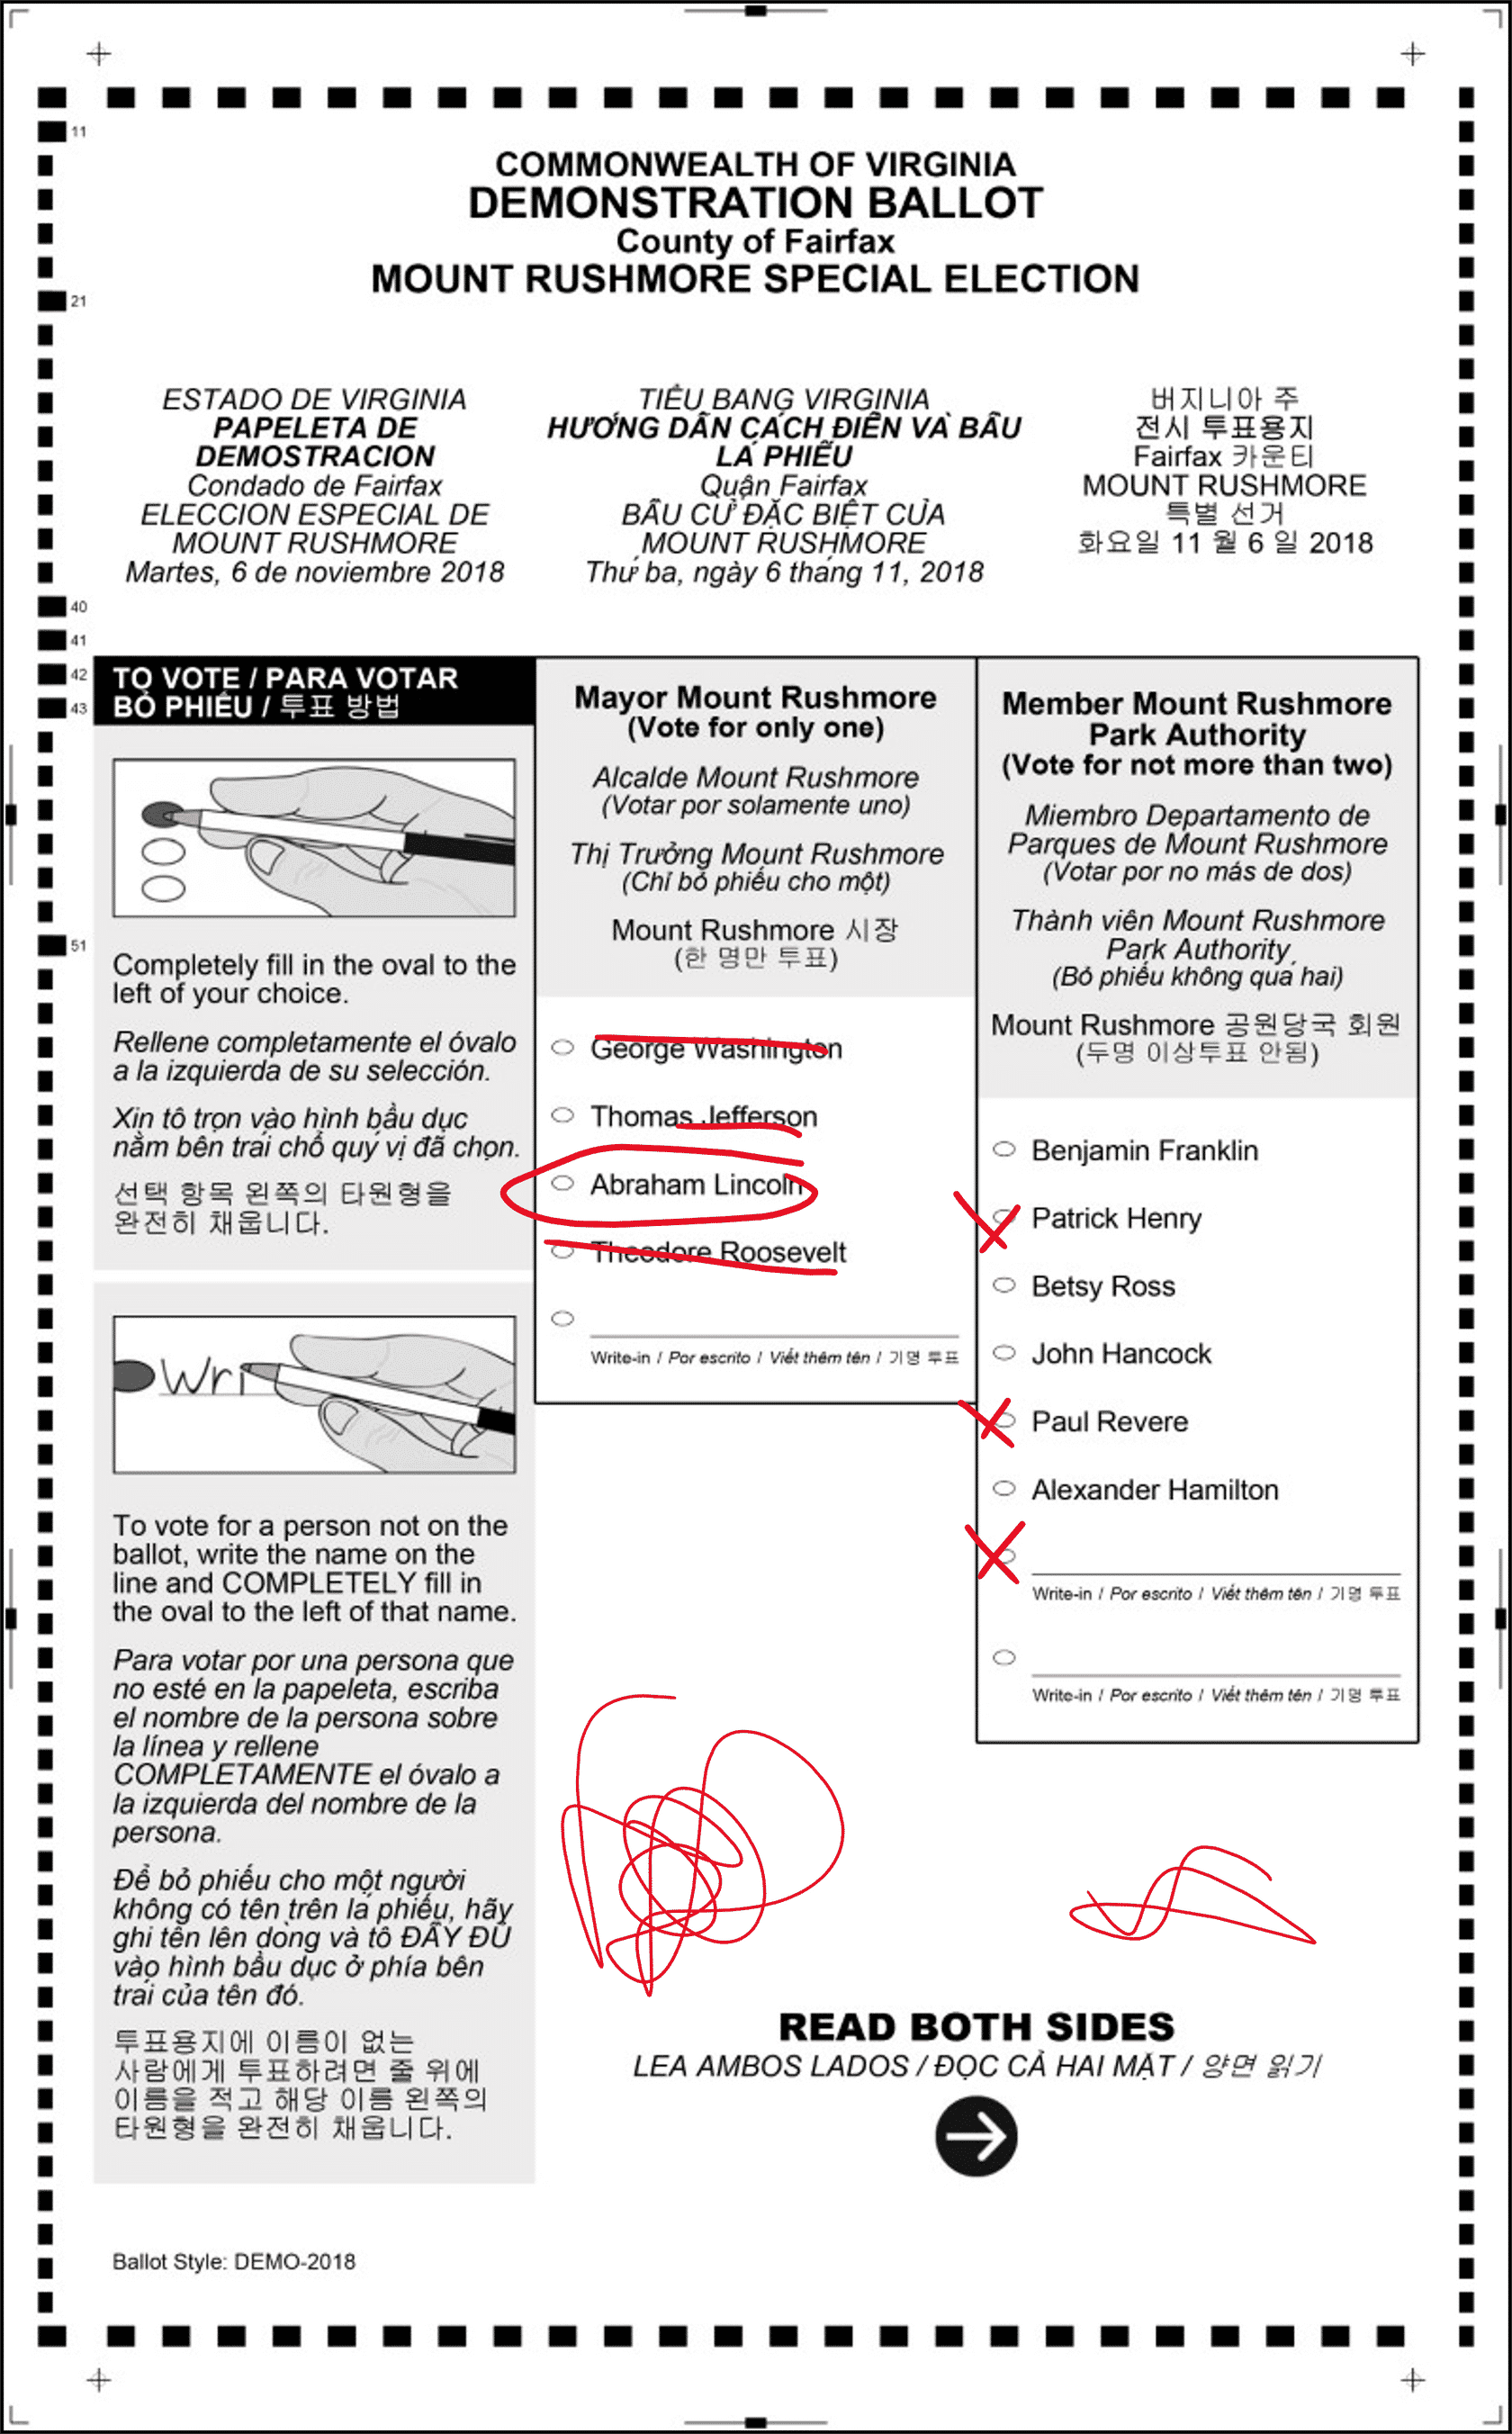 11
COMMONWEALTH OF VIRGINIA
DEMONSTRATION BALLOT
County of Fairfax
MOUNT RUSHMORE SPECIAL ELECTION
21
ESTADO DE VIRGINIA
PAPELETA DE
DEMOSTRACION
Condado de Fairfax
ELECCION ESPECIAL DE
MOUNT RUSHMORE
Martes, 6 de noviembre 2018
TIỂU BANG VIRGINIA
HƯỚNG DẪN CÁCH ĐIỀN VÀ BẦU
LÁ PHIẾU
Quận Fairfax
BẦU CỬ ĐẶC BIỆT CỦA
MOUNT RUSHMORE
Thứ ba, ngày 6 tháng 11, 2018
버지니아 주
전시 투표용지
Fairfax 카운티
MOUNT RUSHMORE
특별 선거
화요일 11 월 6 일 2018
40
41
42
43
51
TO VOTE / PARA VOTAR
BỎ PHIẾU / 투표 방법
Completely fill in the oval to the
left of your choice.
Rellene completamente el óvalo
a la izquierda de su selección.
Xin tô trọn vào hình bầu dục
nằm bên trái chỗ quý vị đã chọn.
선택 항목 왼쪽의 타원형을
완전히 채웁니다.
Wri
To vote for a person not on the
ballot, write the name on the
line and COMPLETELY fill in
the oval to the left of that name.
Para votar por una persona que
no esté en la papeleta, escriba
el nombre de la persona sobre
la línea y rellene
COMPLETAMENTE el óvalo a
la izquierda del nombre de la
persona.
Để bỏ phiếu cho một người
không có tên trên lá phiếu, hãy
ghi tên lên dòng và tô ĐẦY ĐỦ
vào hình bầu dục ở phía bên
trái của tên đó.
투표용지에 이름이 없는
사람에게 투표하려면 줄 위에
이름을 적고 해당 이름 왼쪽의
타원형을 완전히 채웁니다.
Mayor Mount Rushmore
(Vote for only one)
Alcalde Mount Rushmore
(Votar por solamente uno)
Thị Trưởng Mount Rushmore
(Chỉ bỏ phiếu cho một)
Mount Rushmore 시장
(한 명만 투표)
George Washington
Thomas Jefferson
Abraham Lincoln
Theodore Roosevelt
Write-in / Por escrito / Viết thêm tên / 기명 투표
Member Mount Rushmore
Park Authority
(Vote for not more than two)
Miembro Departamento de
Parques de Mount Rushmore
(Votar por no más de dos)
Thành viên Mount Rushmore
Park Authority
(Bỏ phiếu không quá hai)
Mount Rushmore 공원당국 회원
(두명 이상투표 안됨)
Benjamin Franklin
Patrick Henry
Betsy Ross
John Hancock
Paul Revere
Alexander Hamilton
Write-in / Por escrito / Viết thêm tên / 기명 투표
Write-in / Por escrito / Viết thêm tên / 기명 투표
READ BOTH SIDES
LEA AMBOS LADOS / ĐỌC CẢ HAI MẶT / 양면 읽기
Ballot Style: DEMO-2018